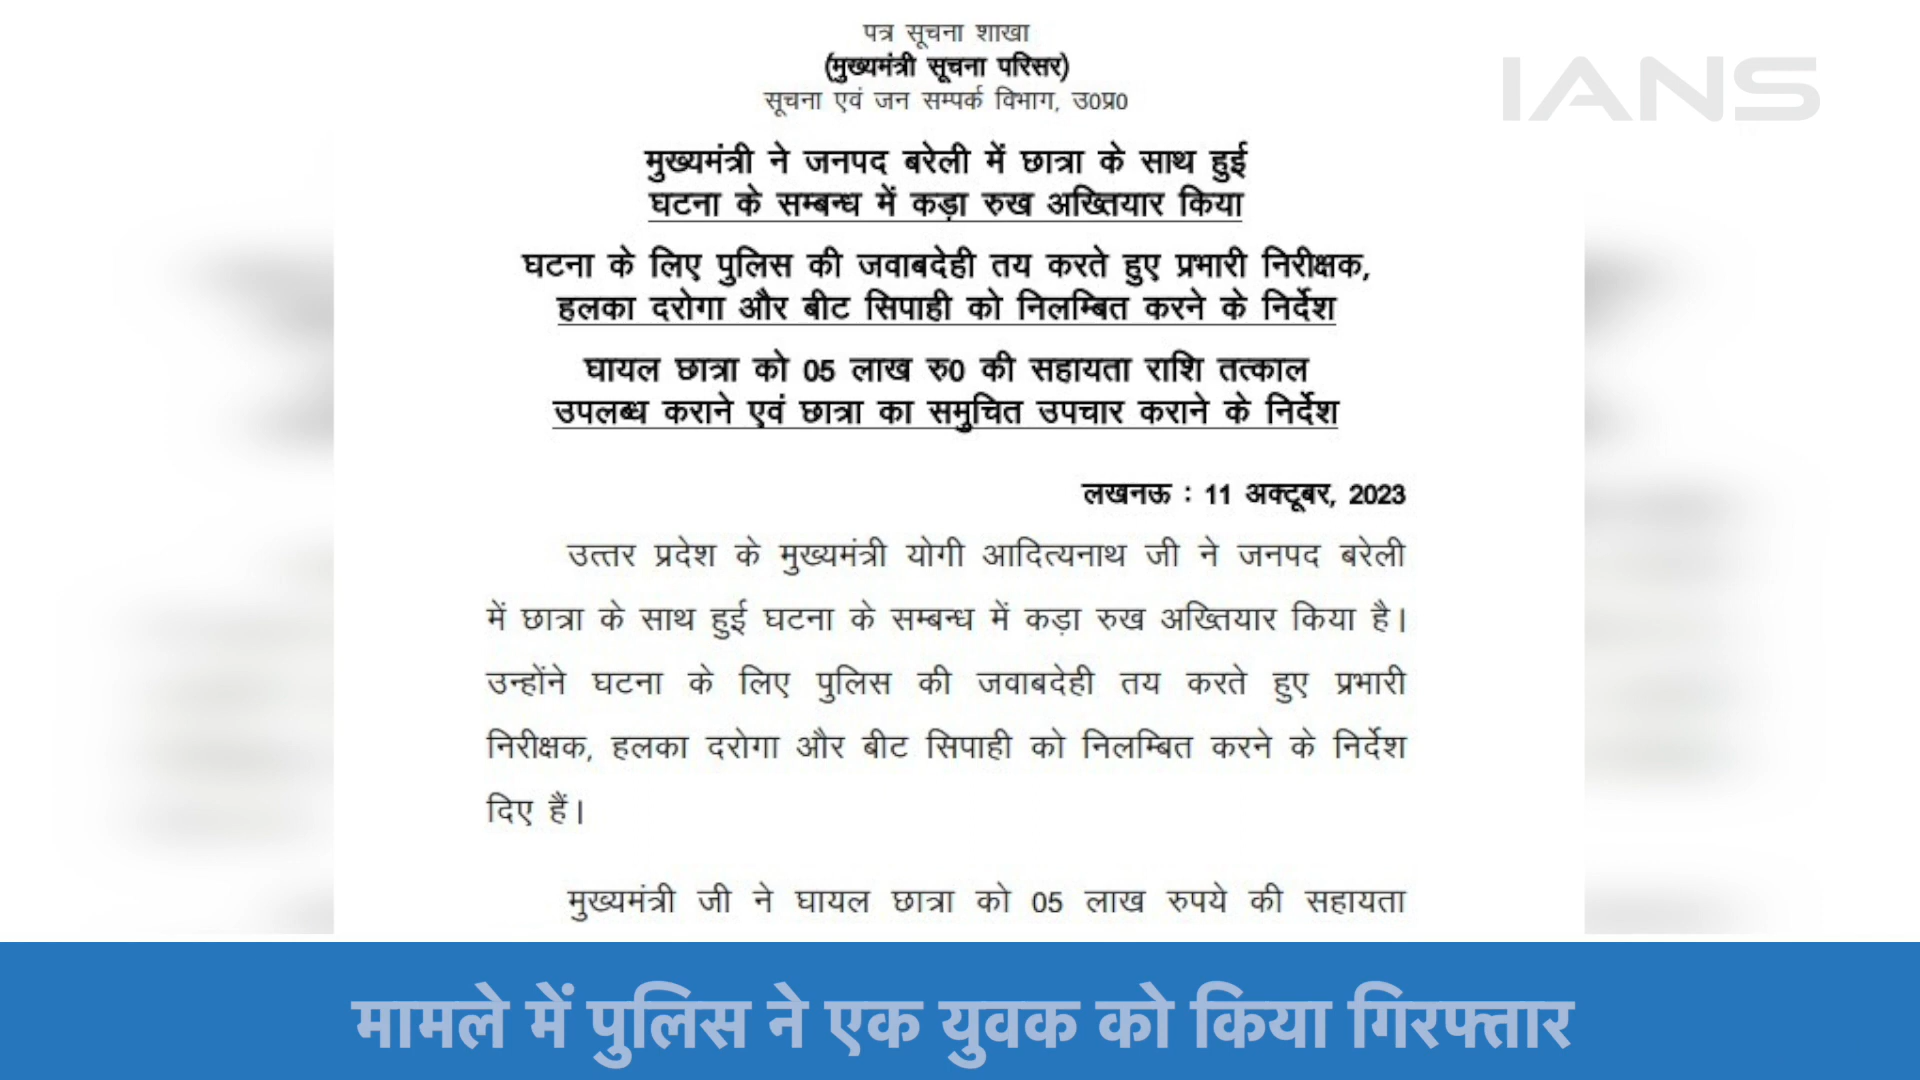 पत्र सूचना शाखा
(मुख्यमंत्री सूचना परिसर)
सूचना एवं जन सम्पर्क विभाग, उ0प्र0
IANS
मुख्यमंत्री ने जनपद बरेली में छात्रा के साथ हुई
घटना के सम्बन्ध में कड़ा रुख अख्तियार किया
घटना के लिए पुलिस की जवाबदेही तय करते हुए प्रभारी निरीक्षक,
हलका दरोगा और बीट सिपाही को निलम्बित करने के निर्देश
घायल छात्रा को 05 लाख रु0 की सहायता राशि तत्काल
उपलब्ध कराने एवं छात्रा का समुचित उपचार कराने के निर्देश
लखनऊ : 11 अक्टूबर, 2023
उत्तर प्रदेश के मुख्यमंत्री योगी आदित्यनाथ जी ने जनपद बरेली
में छात्रा के साथ हुई घटना के सम्बन्ध में कड़ा रुख अख्तियार किया है।
उन्होंने घटना के लिए पुलिस की जवाबदेही तय करते हुए प्रभारी
निरीक्षक, हलका दरोगा और बीट सिपाही को निलम्बित करने के निर्देश
दिए हैं।
मुख्यमंत्री जी ने घायल छात्रा को 05 लाख रुपये की सहायता
मामले में पुलिस ने एक युवक को किया गिरफ्तार